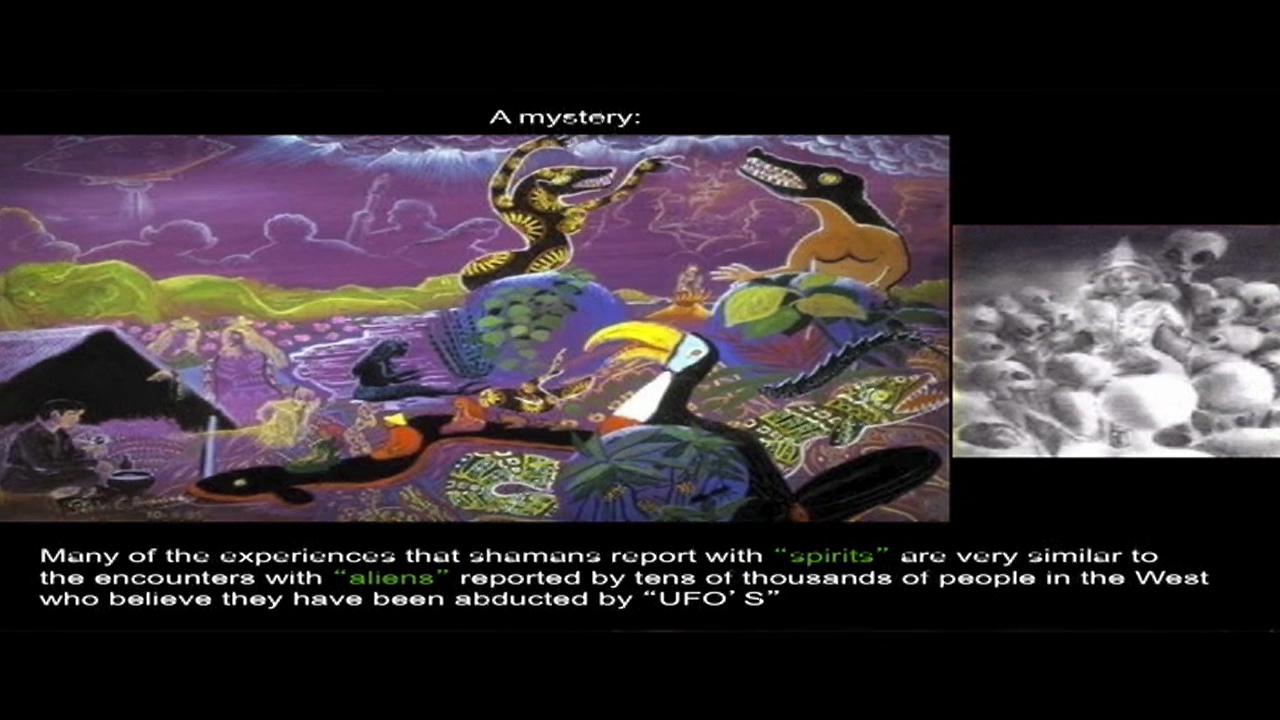 A mystery:
Many of the experiences that shamans report with “spirits” are very similar to
the encounters with “aliens” reported by tens of thousands of people in the West
who believe they have been abducted by “UFO’S”